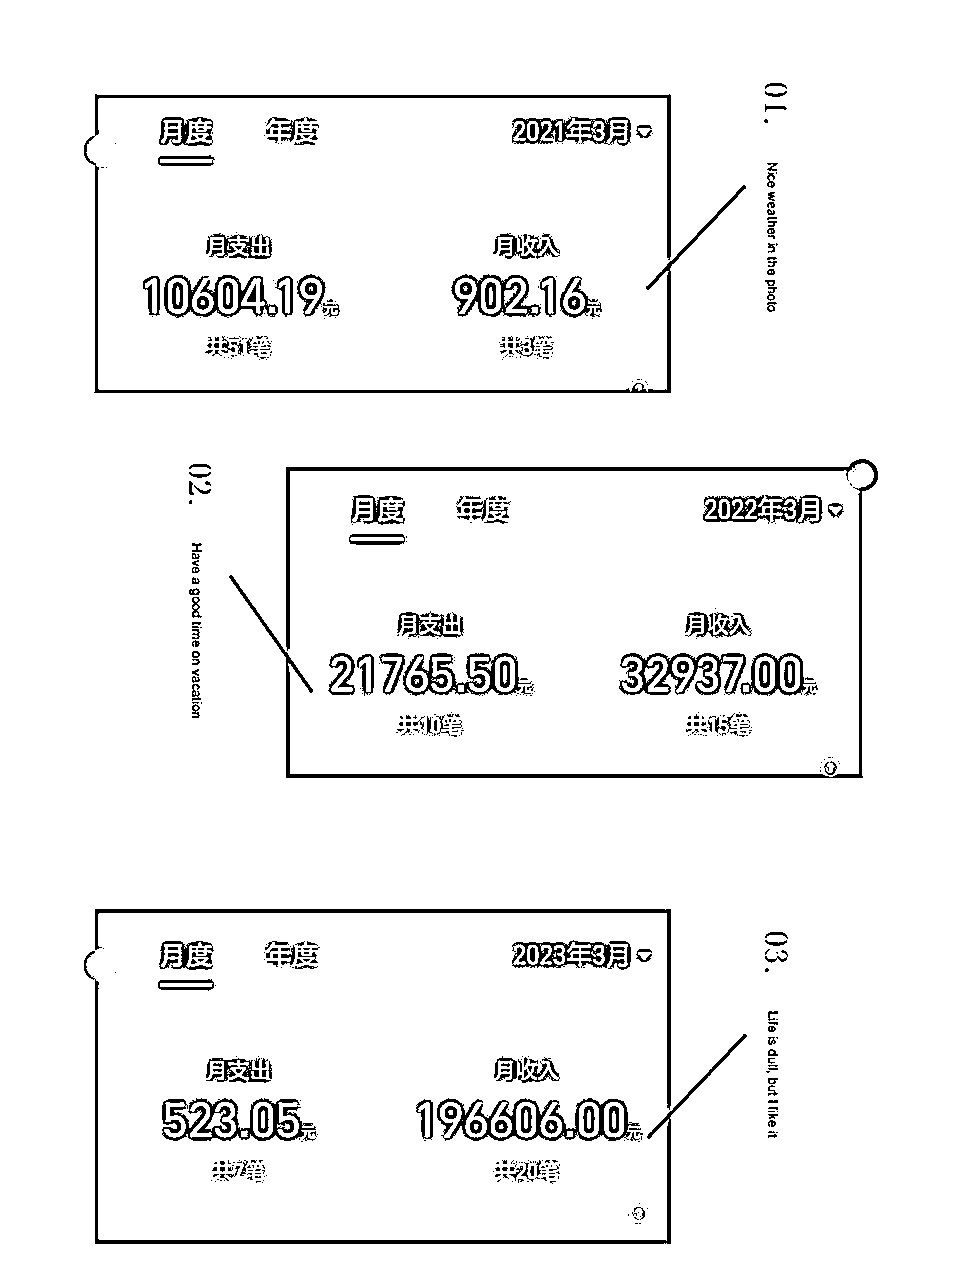 01.
Nice weather in the photo
月度 年度 2021年3月
月支出 月收入
10604.19元 902.16元
共51笔 共3笔
02.
Have a good time on vacation
月度 年度 2022年3月
月支出 月收入
21765.50元 32937.00元
共10笔 共15笔
03.
Life is dull, but I like it
月度 年度 2023年3月
月支出 月收入
523.05元 196606.00元
共7笔 共20笔